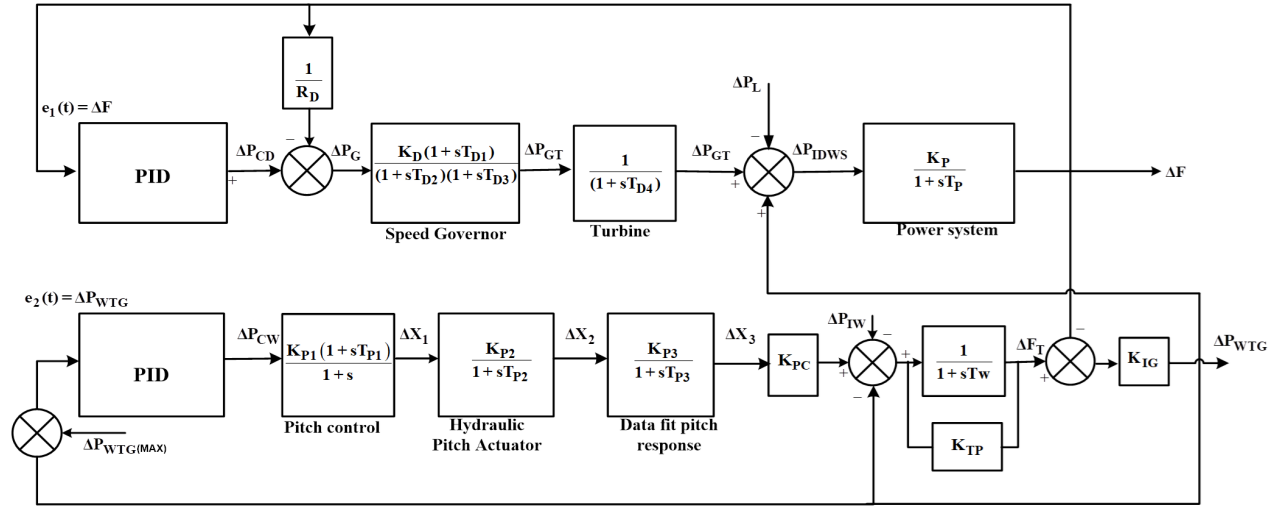 1
R_D
e₁(t) = ΔF
PID
ΔP_CD
+
−
ΔP_G
K_D(1+sT_D1)
(1+sT_D2)(1+sT_D3)
Speed Governor
ΔP_GT
1
(1+sT_D4)
Turbine
ΔP_GT
+
ΔP_L
−
+
ΔP_IDWS
K_P
1+sT_P
Power system
ΔF
e₂(t) = ΔP_WTG
PID
ΔP_WTG(MAX)
ΔP_CW
K_P1(1+sT_P1)
1+s
Pitch control
ΔX₁
K_P2
1+sT_P2
Hydraulic
Pitch Actuator
ΔX₂
K_P3
1+sT_P3
Data fit pitch
response
ΔX₃
K_PC
ΔP_IW
−
+
−
+
1
1+sTw
K_TP
ΔF_T
−
+
K_IG
ΔP_WTG